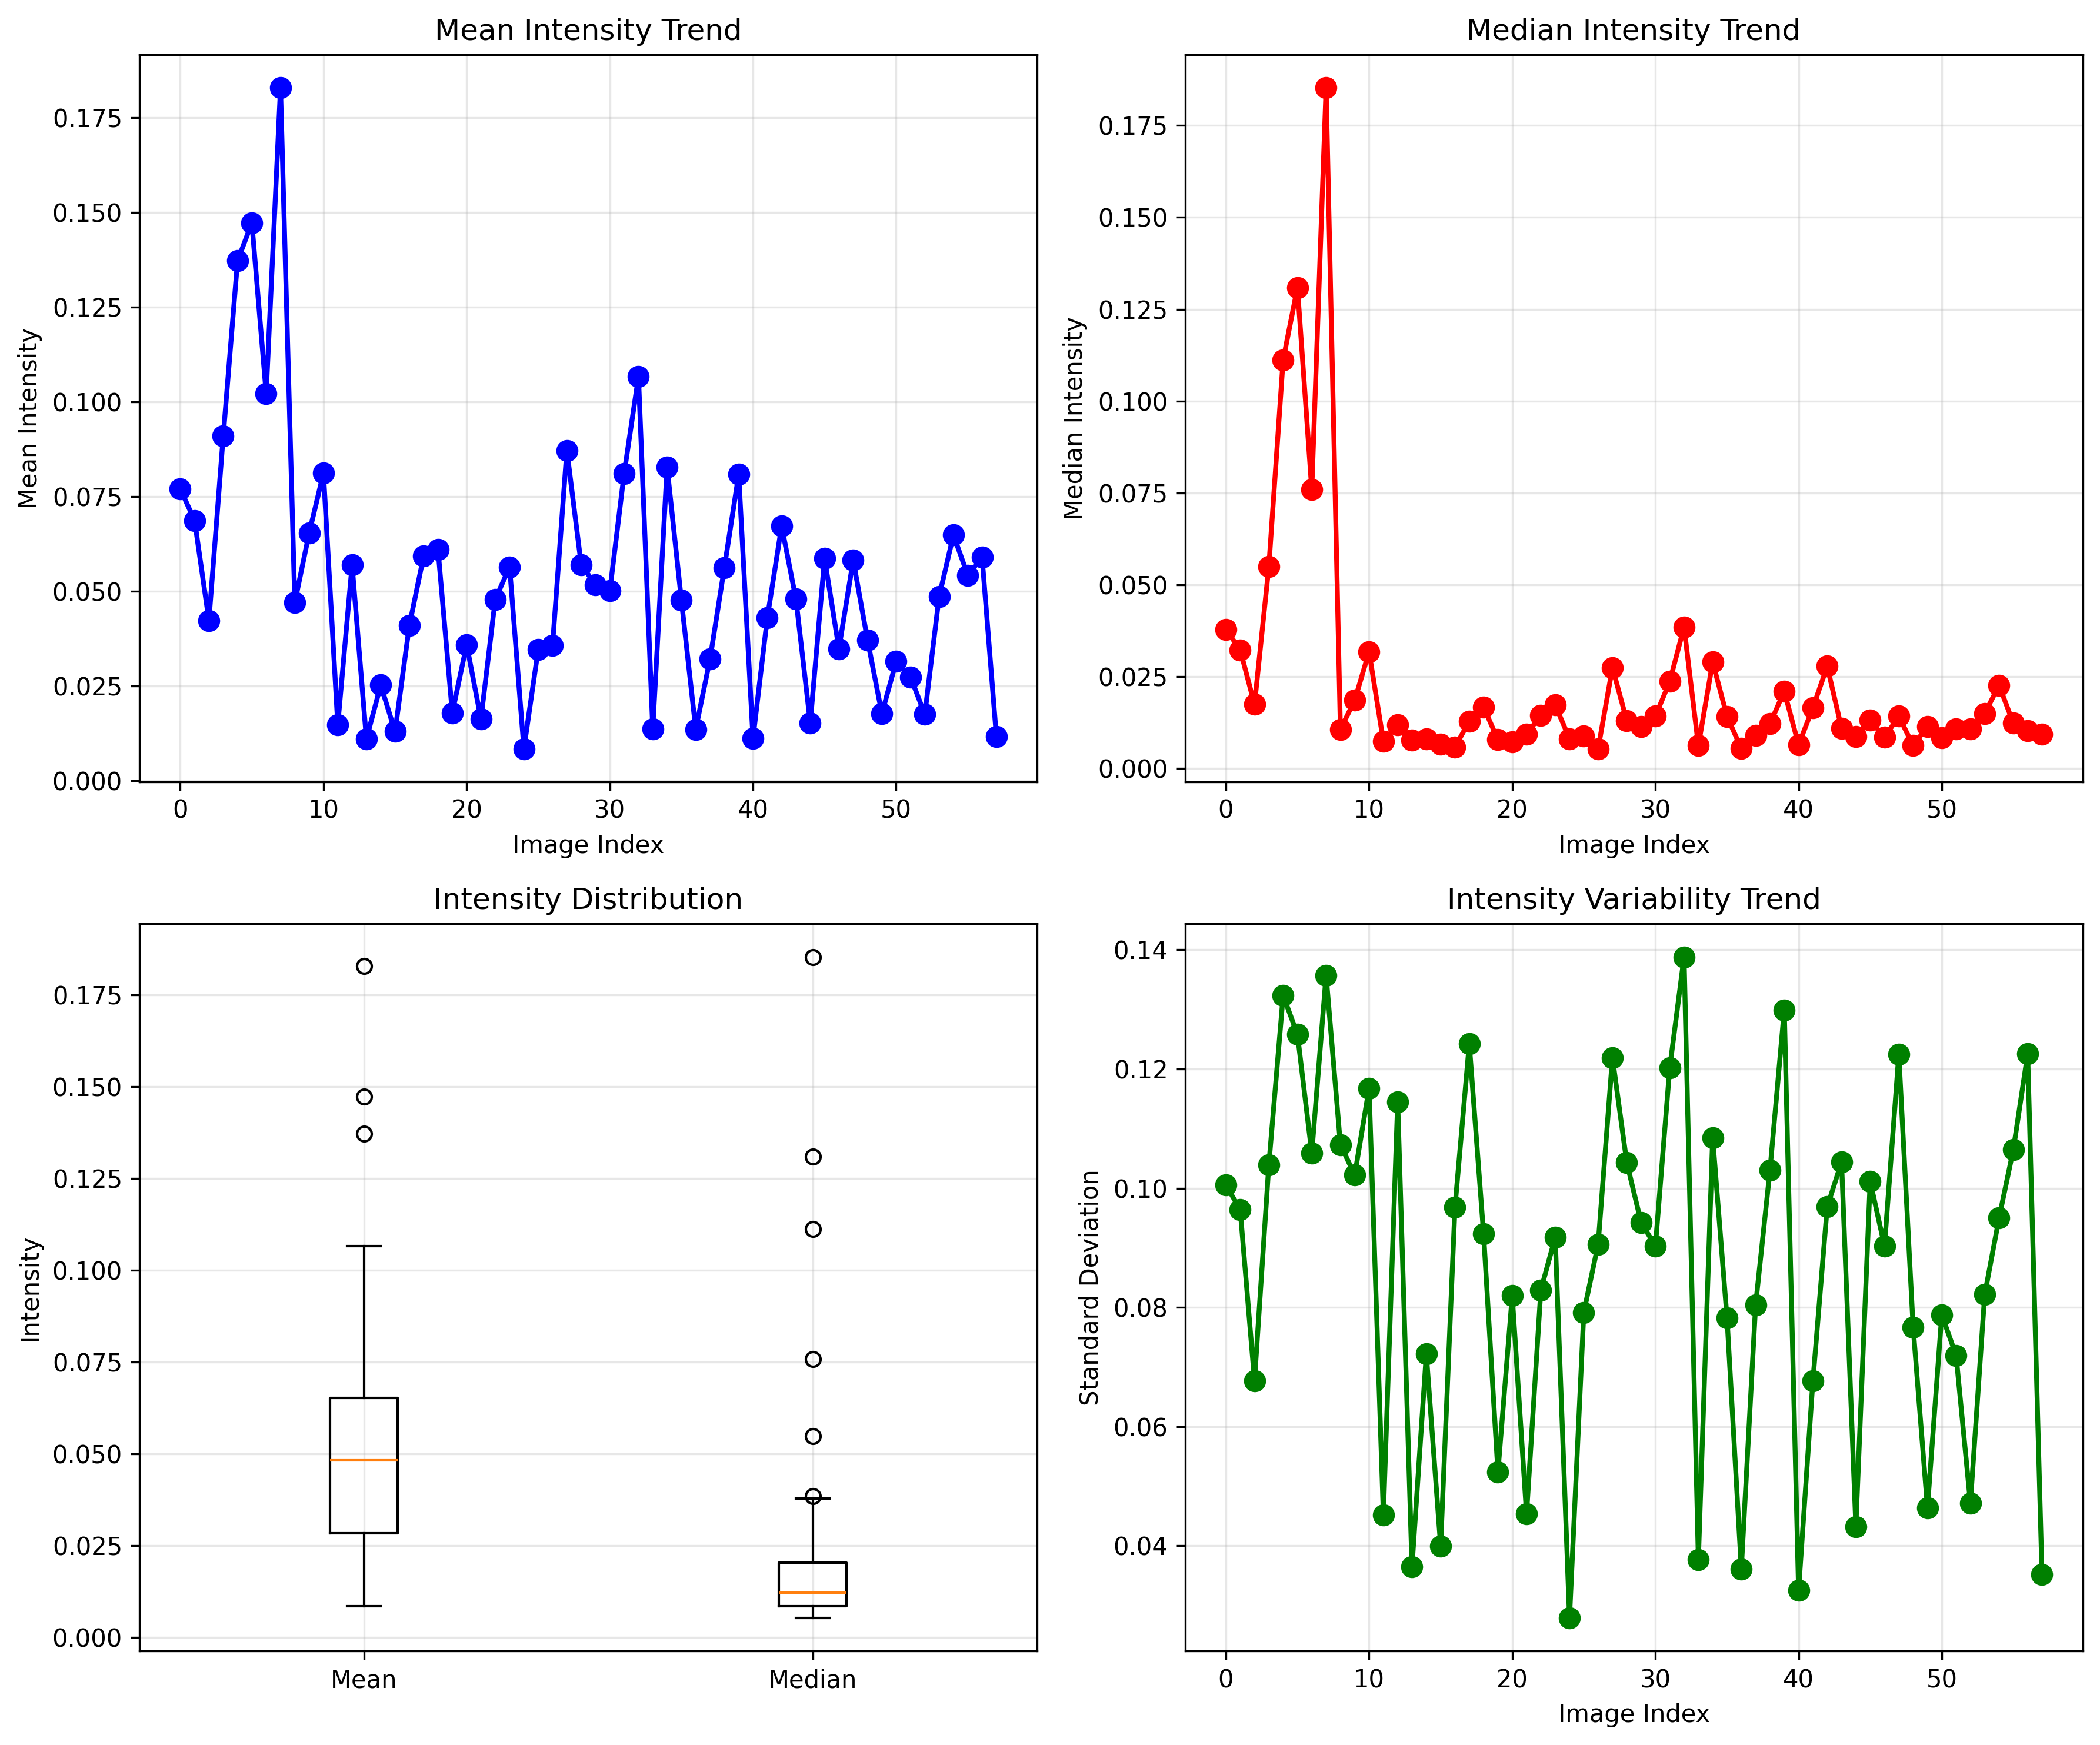 Mean Intensity Trend
Mean Intensity
0.175
0.150
0.125
0.100
0.075
0.050
0.025
0.000
0 10 20 30 40 50
Image Index
Median Intensity Trend
Median Intensity
0.175
0.150
0.125
0.100
0.075
0.050
0.025
0.000
0 10 20 30 40 50
Image Index
Intensity Distribution
Intensity
0.175
0.150
0.125
0.100
0.075
0.050
0.025
0.000
Mean Median
Intensity Variability Trend
Standard Deviation
0.14
0.12
0.10
0.08
0.06
0.04
0 10 20 30 40 50
Image Index